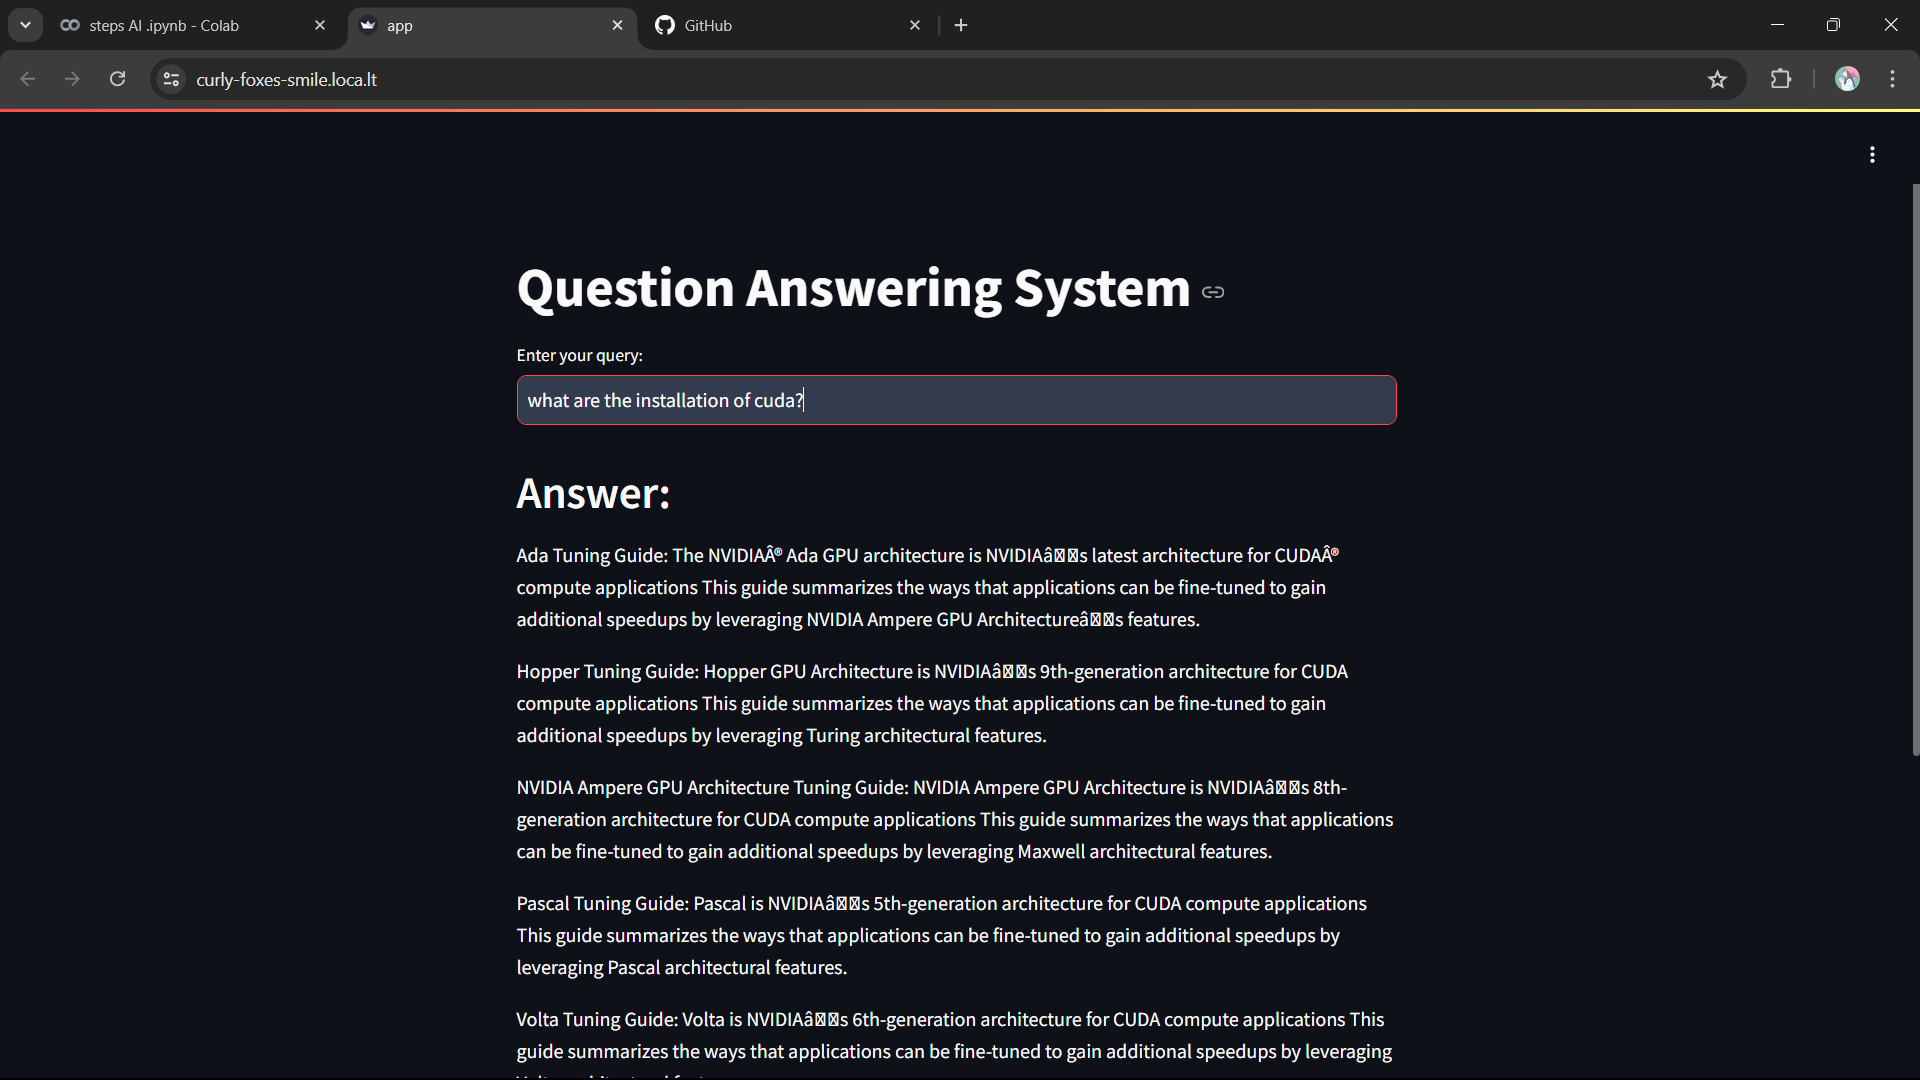 steps AI .ipynb - Colab
app
GitHub
curly-foxes-smile.loca.lt
Question Answering System
Enter your query:
what are the installation of cuda?
Answer:
Ada Tuning Guide: The NVIDIAÂ® Ada GPU architecture is NVIDIAâs latest architecture for CUDAÂ®
compute applications This guide summarizes the ways that applications can be fine-tuned to gain
additional speedups by leveraging NVIDIA Ampere GPU Architectureâs features.
Hopper Tuning Guide: Hopper GPU Architecture is NVIDIAâs 9th-generation architecture for CUDA
compute applications This guide summarizes the ways that applications can be fine-tuned to gain
additional speedups by leveraging Turing architectural features.
NVIDIA Ampere GPU Architecture Tuning Guide: NVIDIA Ampere GPU Architecture is NVIDIAâs 8th-
generation architecture for CUDA compute applications This guide summarizes the ways that applications
can be fine-tuned to gain additional speedups by leveraging Maxwell architectural features.
Pascal Tuning Guide: Pascal is NVIDIAâs 5th-generation architecture for CUDA compute applications
This guide summarizes the ways that applications can be fine-tuned to gain additional speedups by
leveraging Pascal architectural features.
Volta Tuning Guide: Volta is NVIDIAâs 6th-generation architecture for CUDA compute applications This
guide summarizes the ways that applications can be fine-tuned to gain additional speedups by leveraging